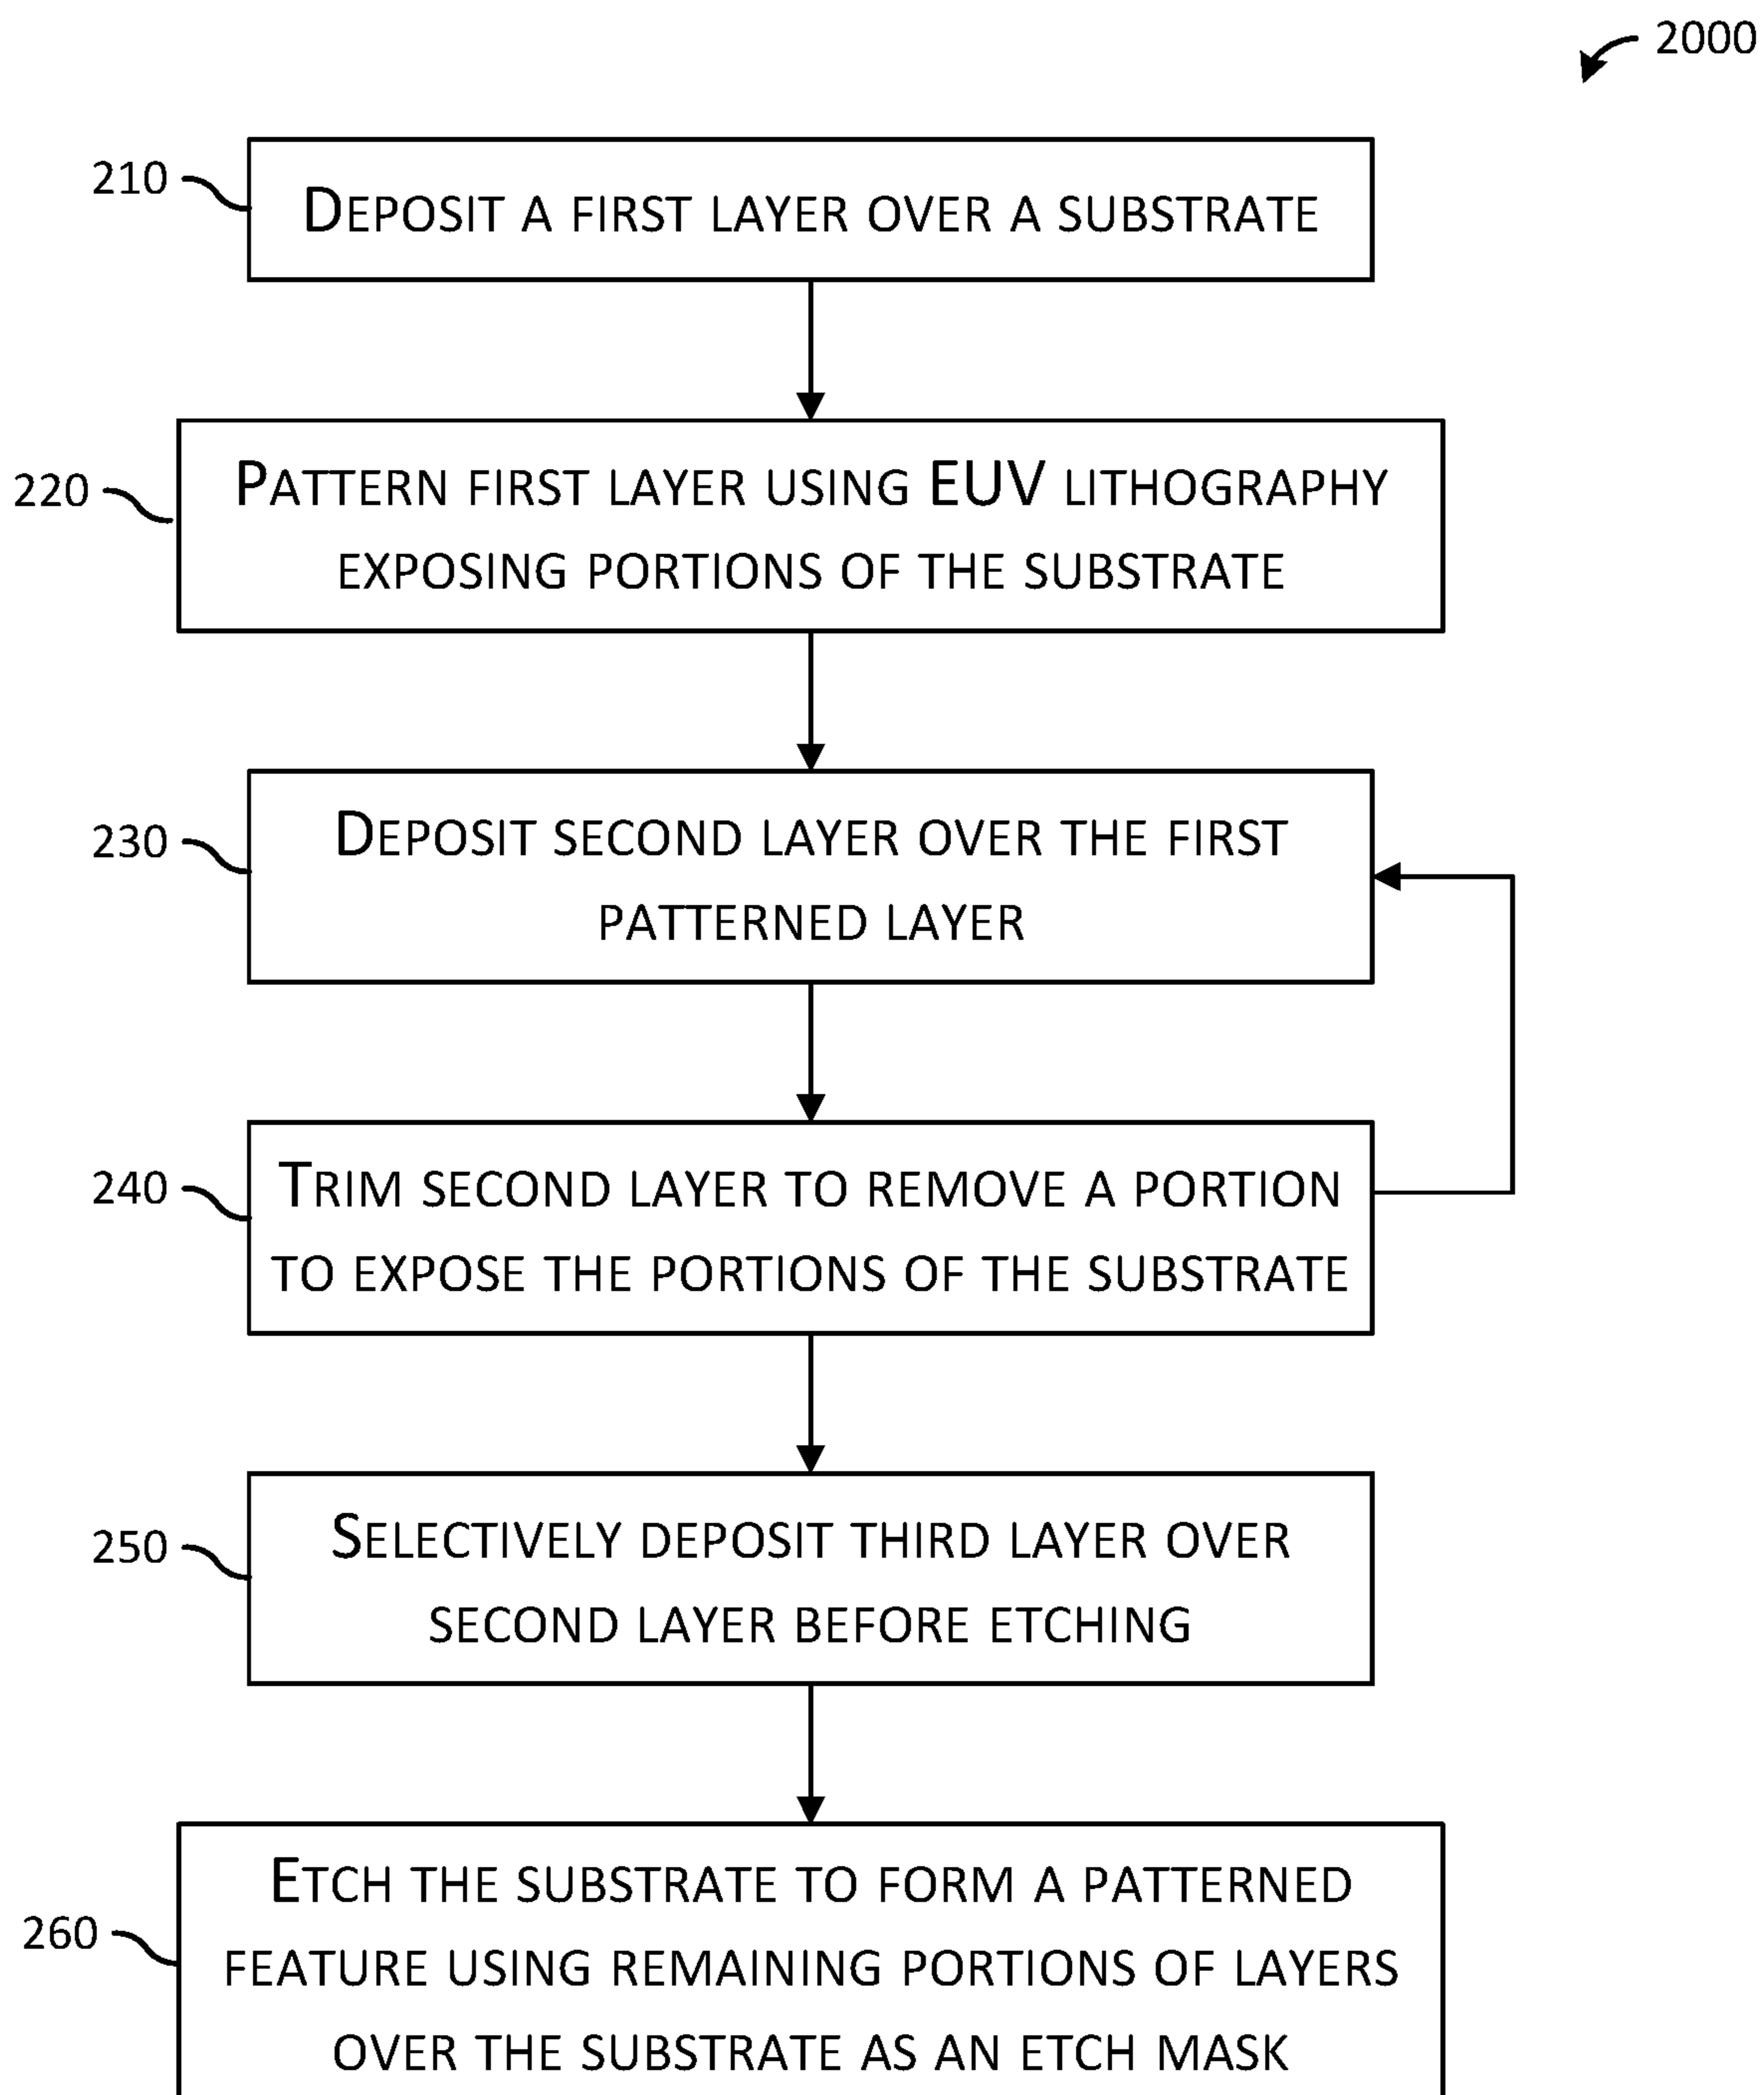 2000
210
DEPOSIT A FIRST LAYER OVER A SUBSTRATE
220
PATTERN FIRST LAYER USING EUV LITHOGRAPHY
EXPOSING PORTIONS OF THE SUBSTRATE
230
DEPOSIT SECOND LAYER OVER THE FIRST
PATTERNED LAYER
240
TRIM SECOND LAYER TO REMOVE A PORTION
TO EXPOSE THE PORTIONS OF THE SUBSTRATE
250
SELECTIVELY DEPOSIT THIRD LAYER OVER
SECOND LAYER BEFORE ETCHING
260
ETCH THE SUBSTRATE TO FORM A PATTERNED
FEATURE USING REMAINING PORTIONS OF LAYERS
OVER THE SUBSTRATE AS AN ETCH MASK